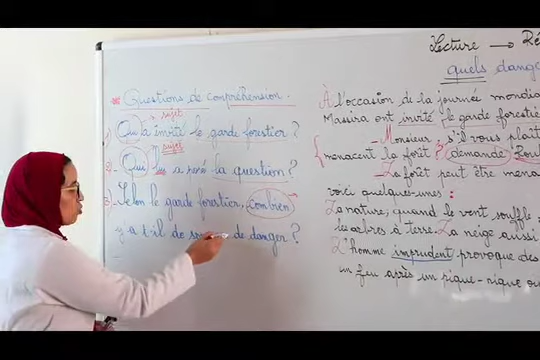 Lecture →
quels dang
* Questions de compréhension.
→ sujet
1) Qui a invité le garde forestier ?
→ sujet
2- Qui a posé la question ?
3) Selon le garde forestier, combien
y a t-il de de danger ?
À l'occasion de la journée mondia
Massira ont invité le garde forestie
- Monsieur s'il vous plaît
menacent la forêt ? demande
- La forêt peut être mena
voici quelques-unes :
La nature, quand le vent souffle
les arbres à terre. La neige aussi
L'homme imprudent provoque des
un feu après un pique-nique ou